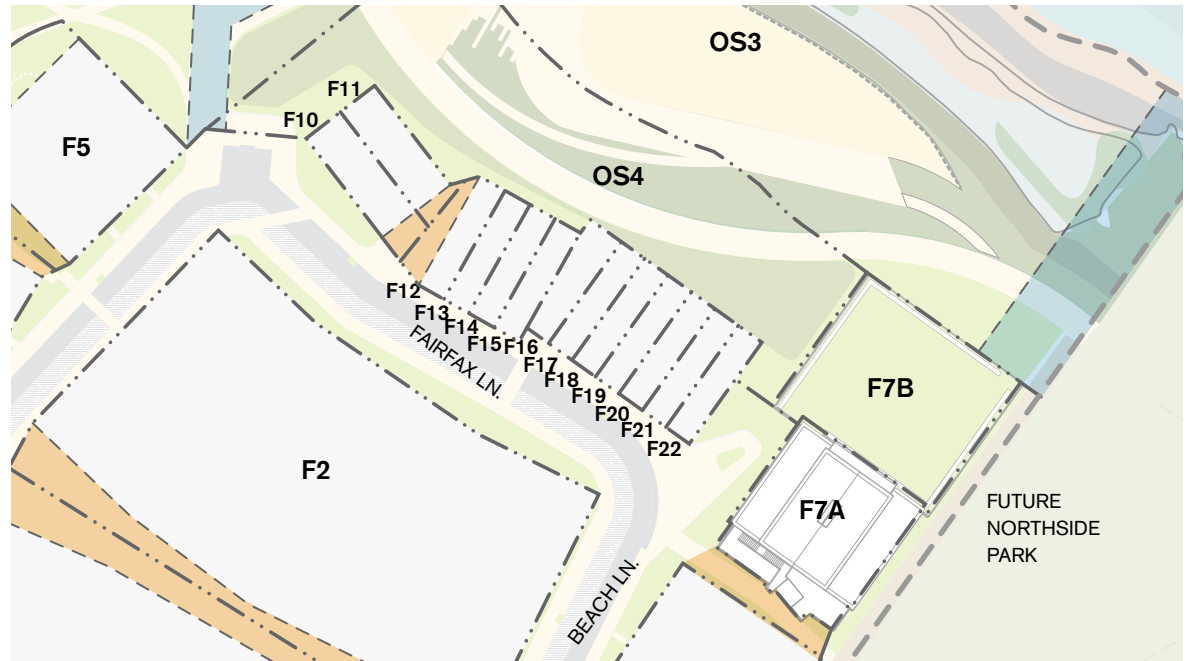 OS3
F11
F10
F5
OS4
F12
F13
F14
F15
F16
F17
F18
F19
F20
F21
F22
FAIRFAX LN.
F7B
F2
F7A
FUTURE
NORTHSIDE
PARK
BEACH LN.